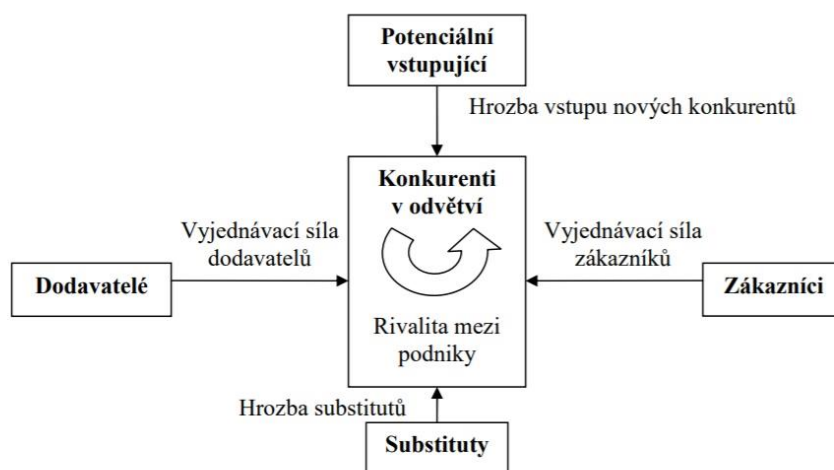 Potenciální
vstupující
Hrozba vstupu nových konkurentů
Konkurenti
v odvětví
Vyjednávací síla
dodavatelů
Vyjednávací síla
zákazníků
Dodavatelé
Zákazníci
Rivalita mezi
podniky
Hrozba substitutů
Substituty